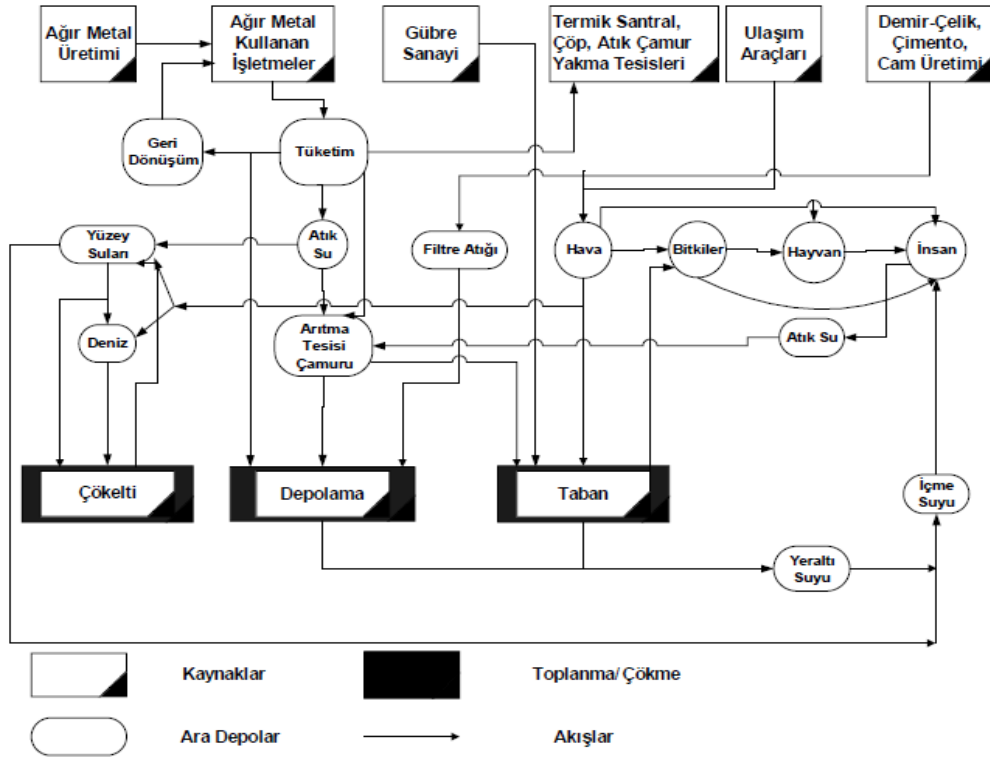 Ağır Metal
Üretimi
Ağır Metal
Kullanan
İşletmeler
Gübre
Sanayi
Termik Santral,
Çöp, Atık Çamur
Yakma Tesisleri
Ulaşım
Araçları
Demir-Çelik,
Çimento,
Cam Üretimi
Geri
Dönüşüm
Tüketim
Yüzey
Suları
Atık
Su
Filtre Atığı
Hava
Bitkiler
Hayvan
İnsan
Deniz
Arıtma
Tesisi
Çamuru
Atık Su
Çökelti
Depolama
Taban
İçme
Suyu
Yeraltı
Suyu
Kaynaklar
Toplanma/ Çökme
Ara Depolar
Akışlar